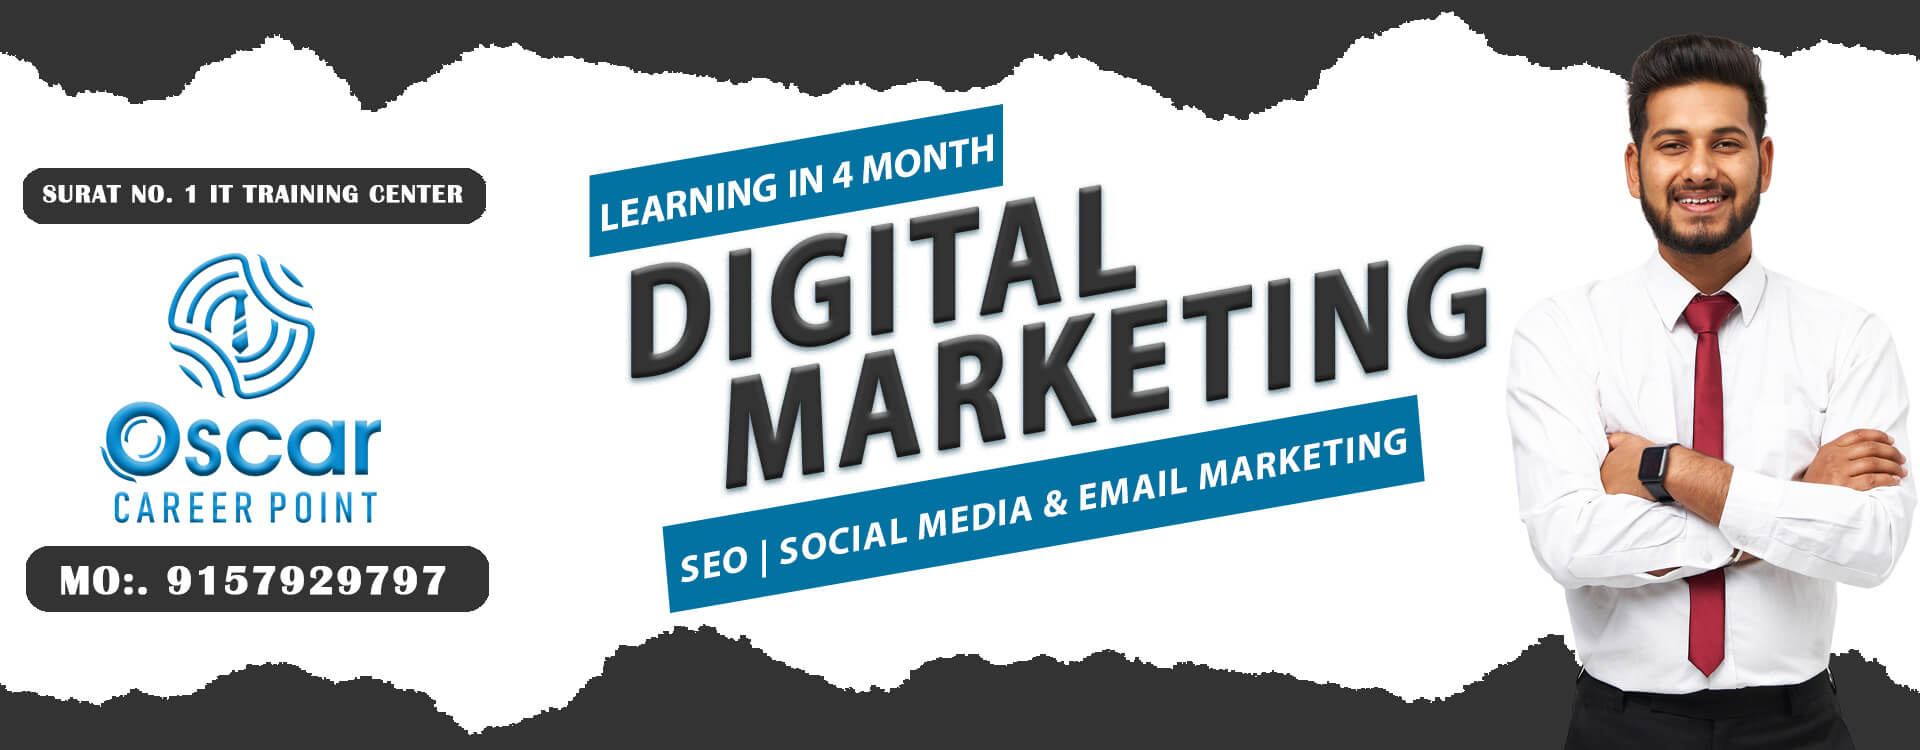 SURAT NO. 1 IT TRAINING CENTER
Oscar
CAREER POINT
MO:. 9157929797
LEARNING IN 4 MONTH
DIGITAL
MARKETING
SEO | SOCIAL MEDIA & EMAIL MARKETING